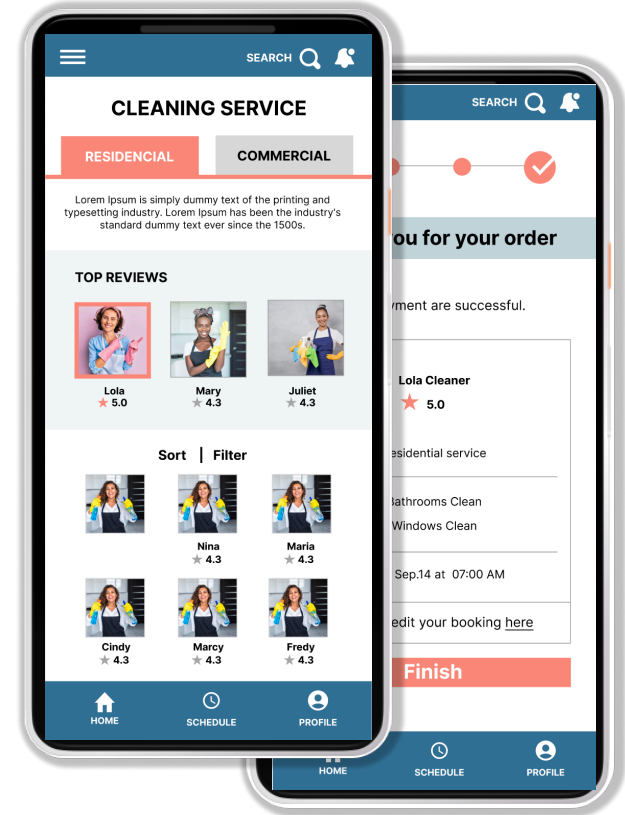 SEARCH
CLEANING SERVICE
RESIDENCIAL
COMMERCIAL
Lorem Ipsum is simply dummy text of the printing and
typesetting industry. Lorem Ipsum has been the industry's
standard dummy text ever since the 1500s.
TOP REVIEWS
Lola
5.0
Mary
4.3
Juliet
4.3
Sort | Filter
Nina
4.3
Maria
4.3
Cindy
4.3
Marcy
4.3
Fredy
4.3
HOME
SCHEDULE
PROFILE
SEARCH
ou for your order
yment are successful.
Lola Cleaner
5.0
esidential service
Bathrooms Clean
Windows Clean
Sep.14 at 07:00 AM
edit your booking here
Finish
HOME
SCHEDULE
PROFILE